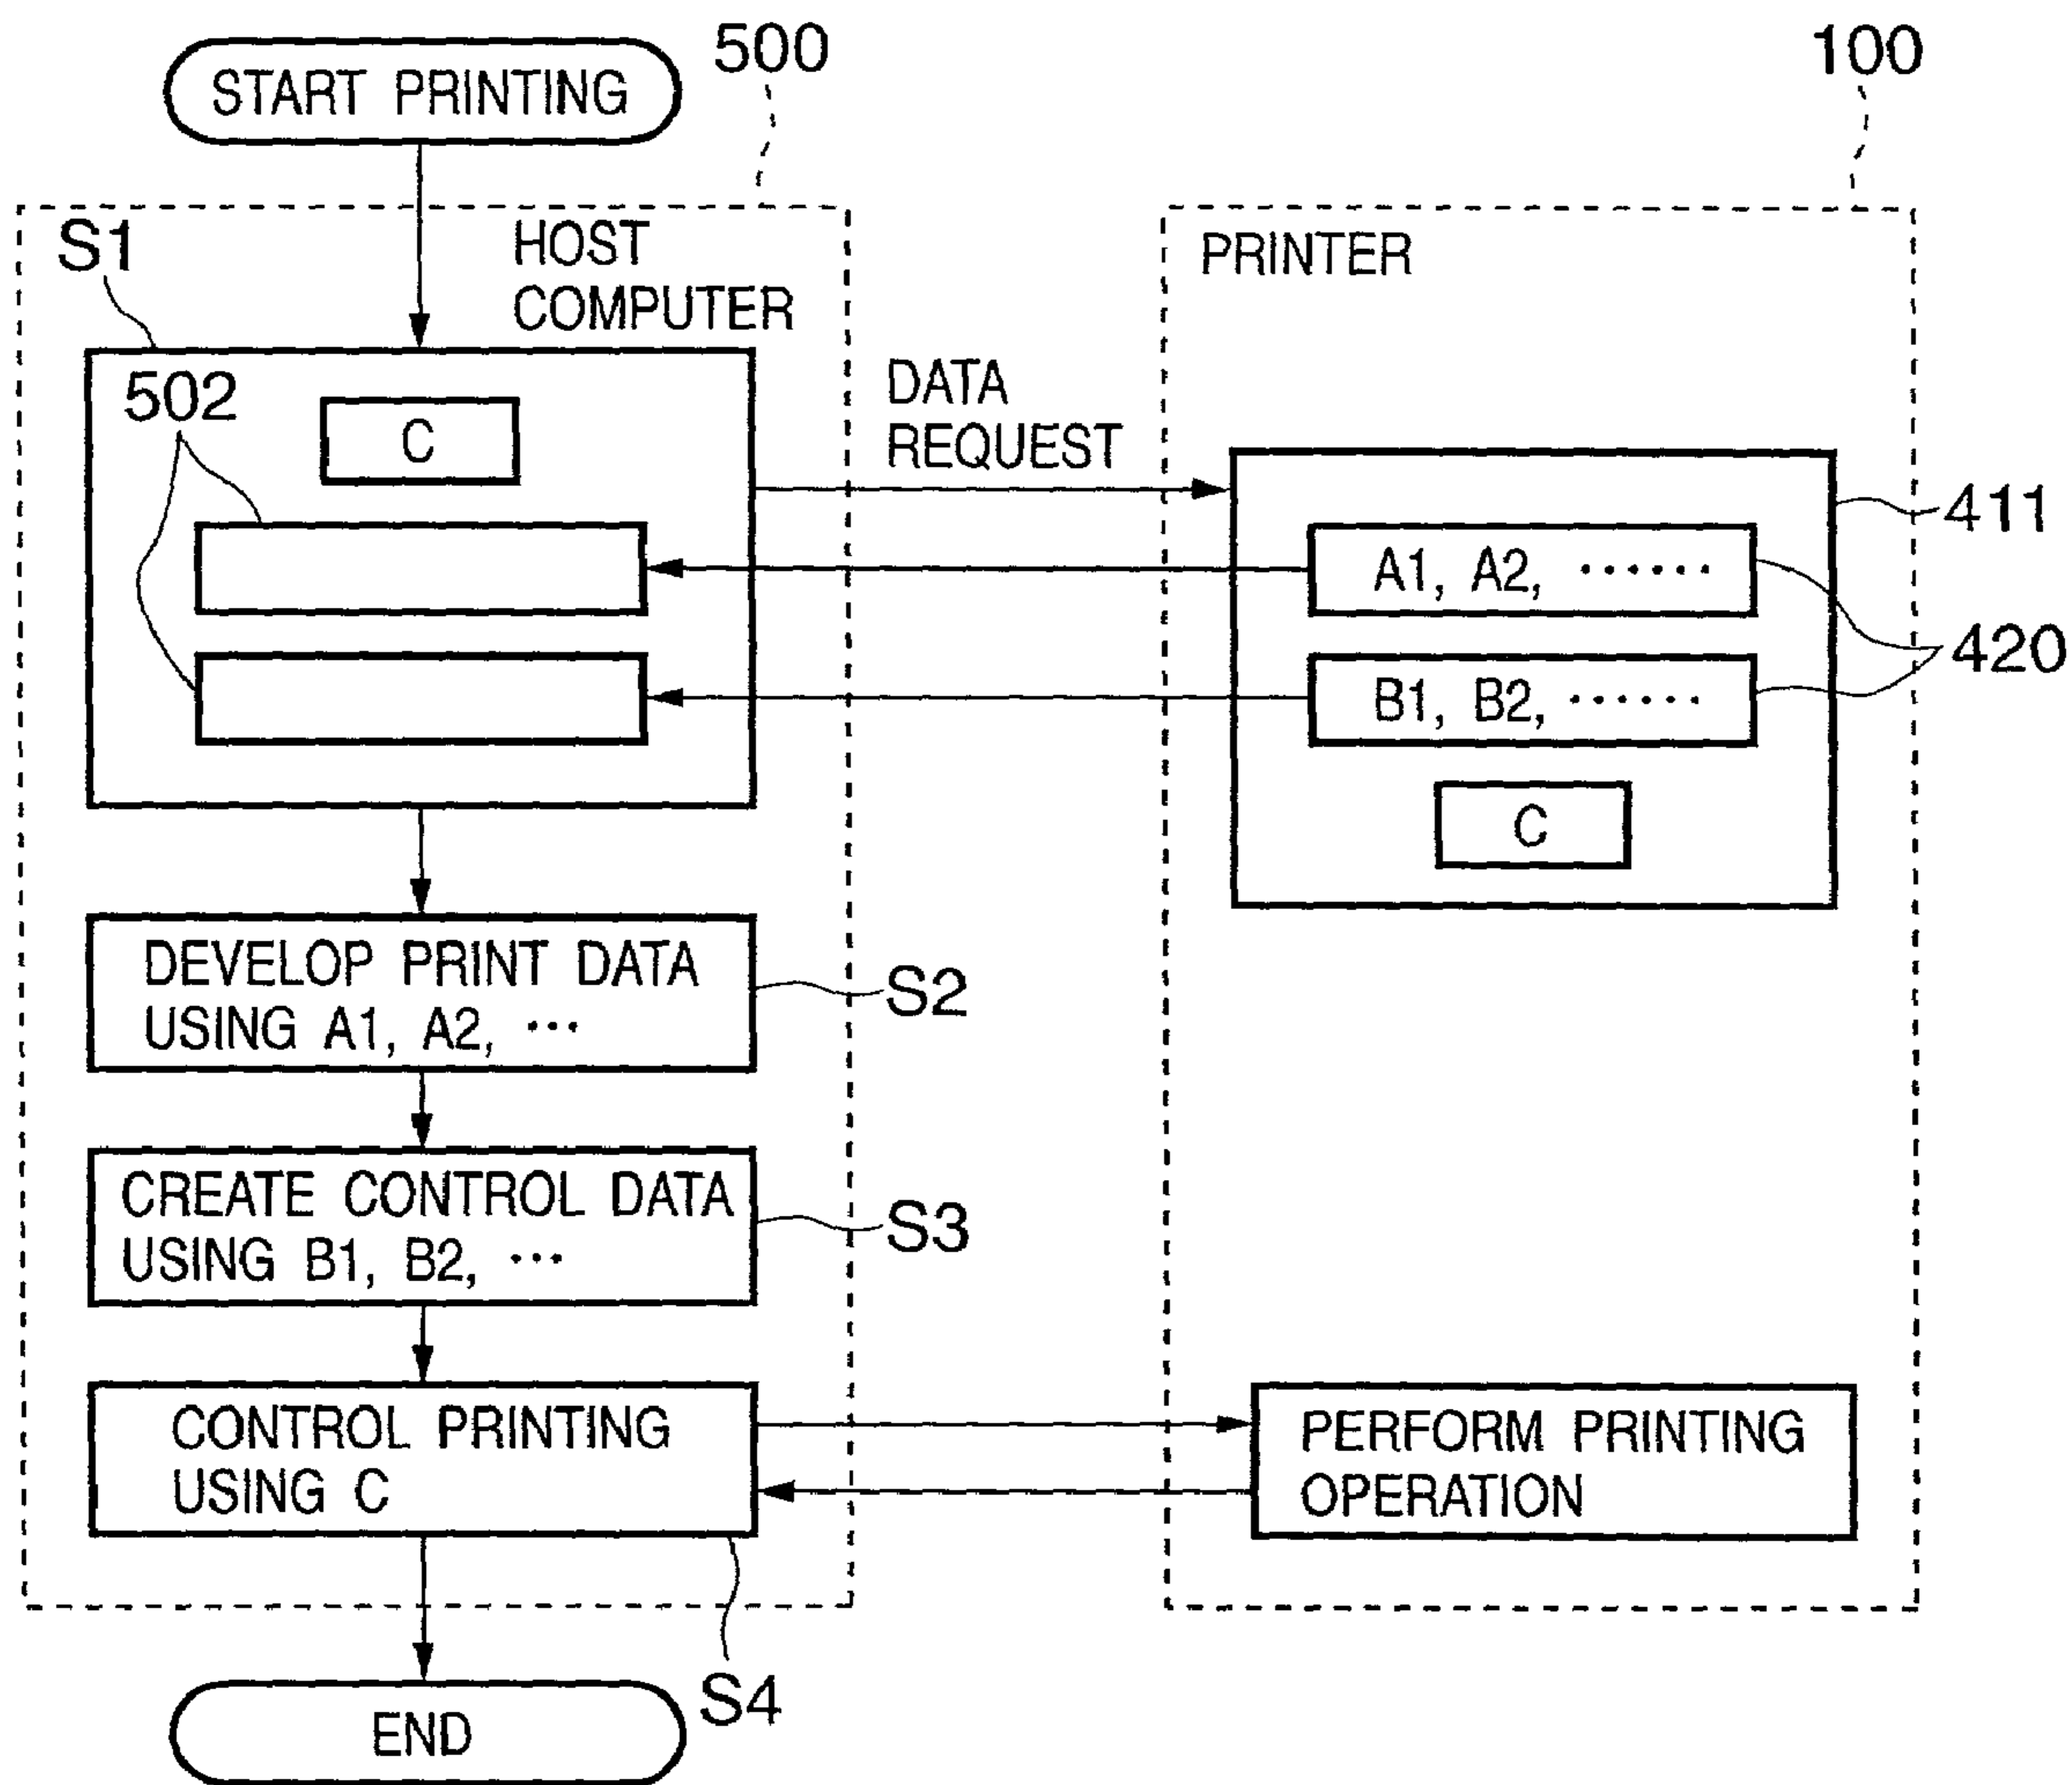 500
100
START PRINTING
S1
HOST
COMPUTER
PRINTER
502
C
DATA
REQUEST
411
A1, A2, ······
420
B1, B2, ······
C
DEVELOP PRINT DATA
USING A1, A2, ···
S2
CREATE CONTROL DATA
USING B1, B2, ···
S3
CONTROL PRINTING
USING C
PERFORM PRINTING
OPERATION
S4
END